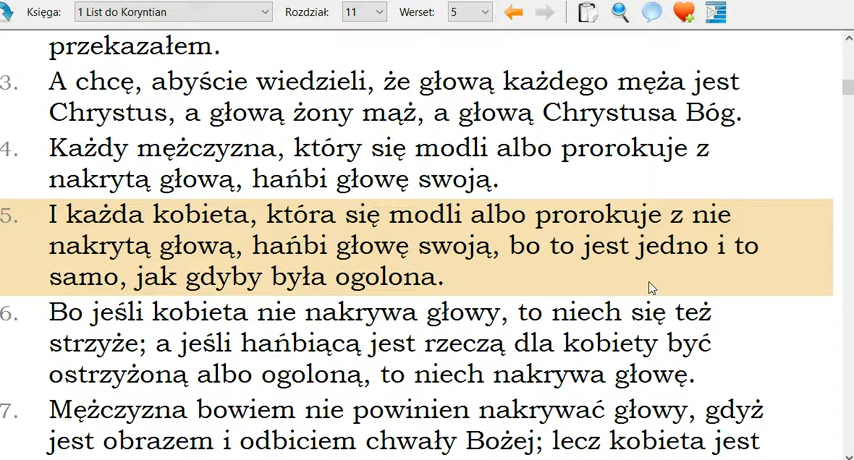 Księga: 1 List do Koryntian Rozdział: 11 Werset: 5
przekazałem.
3. A chcę, abyście wiedzieli, że głową każdego męża jest
Chrystus, a głową żony mąż, a głową Chrystusa Bóg.
4. Każdy mężczyzna, który się modli albo prorokuje z
nakrytą głową, hańbi głowę swoją.
5. I każda kobieta, która się modli albo prorokuje z nie
nakrytą głową, hańbi głowę swoją, bo to jest jedno i to
samo, jak gdyby była ogolona.
6. Bo jeśli kobieta nie nakrywa głowy, to niech się też
strzyże; a jeśli hańbiącą jest rzeczą dla kobiety być
ostrzyżoną albo ogoloną, to niech nakrywa głowę.
7. Mężczyzna bowiem nie powinien nakrywać głowy, gdyż
jest obrazem i odbiciem chwały Bożej; lecz kobieta jest